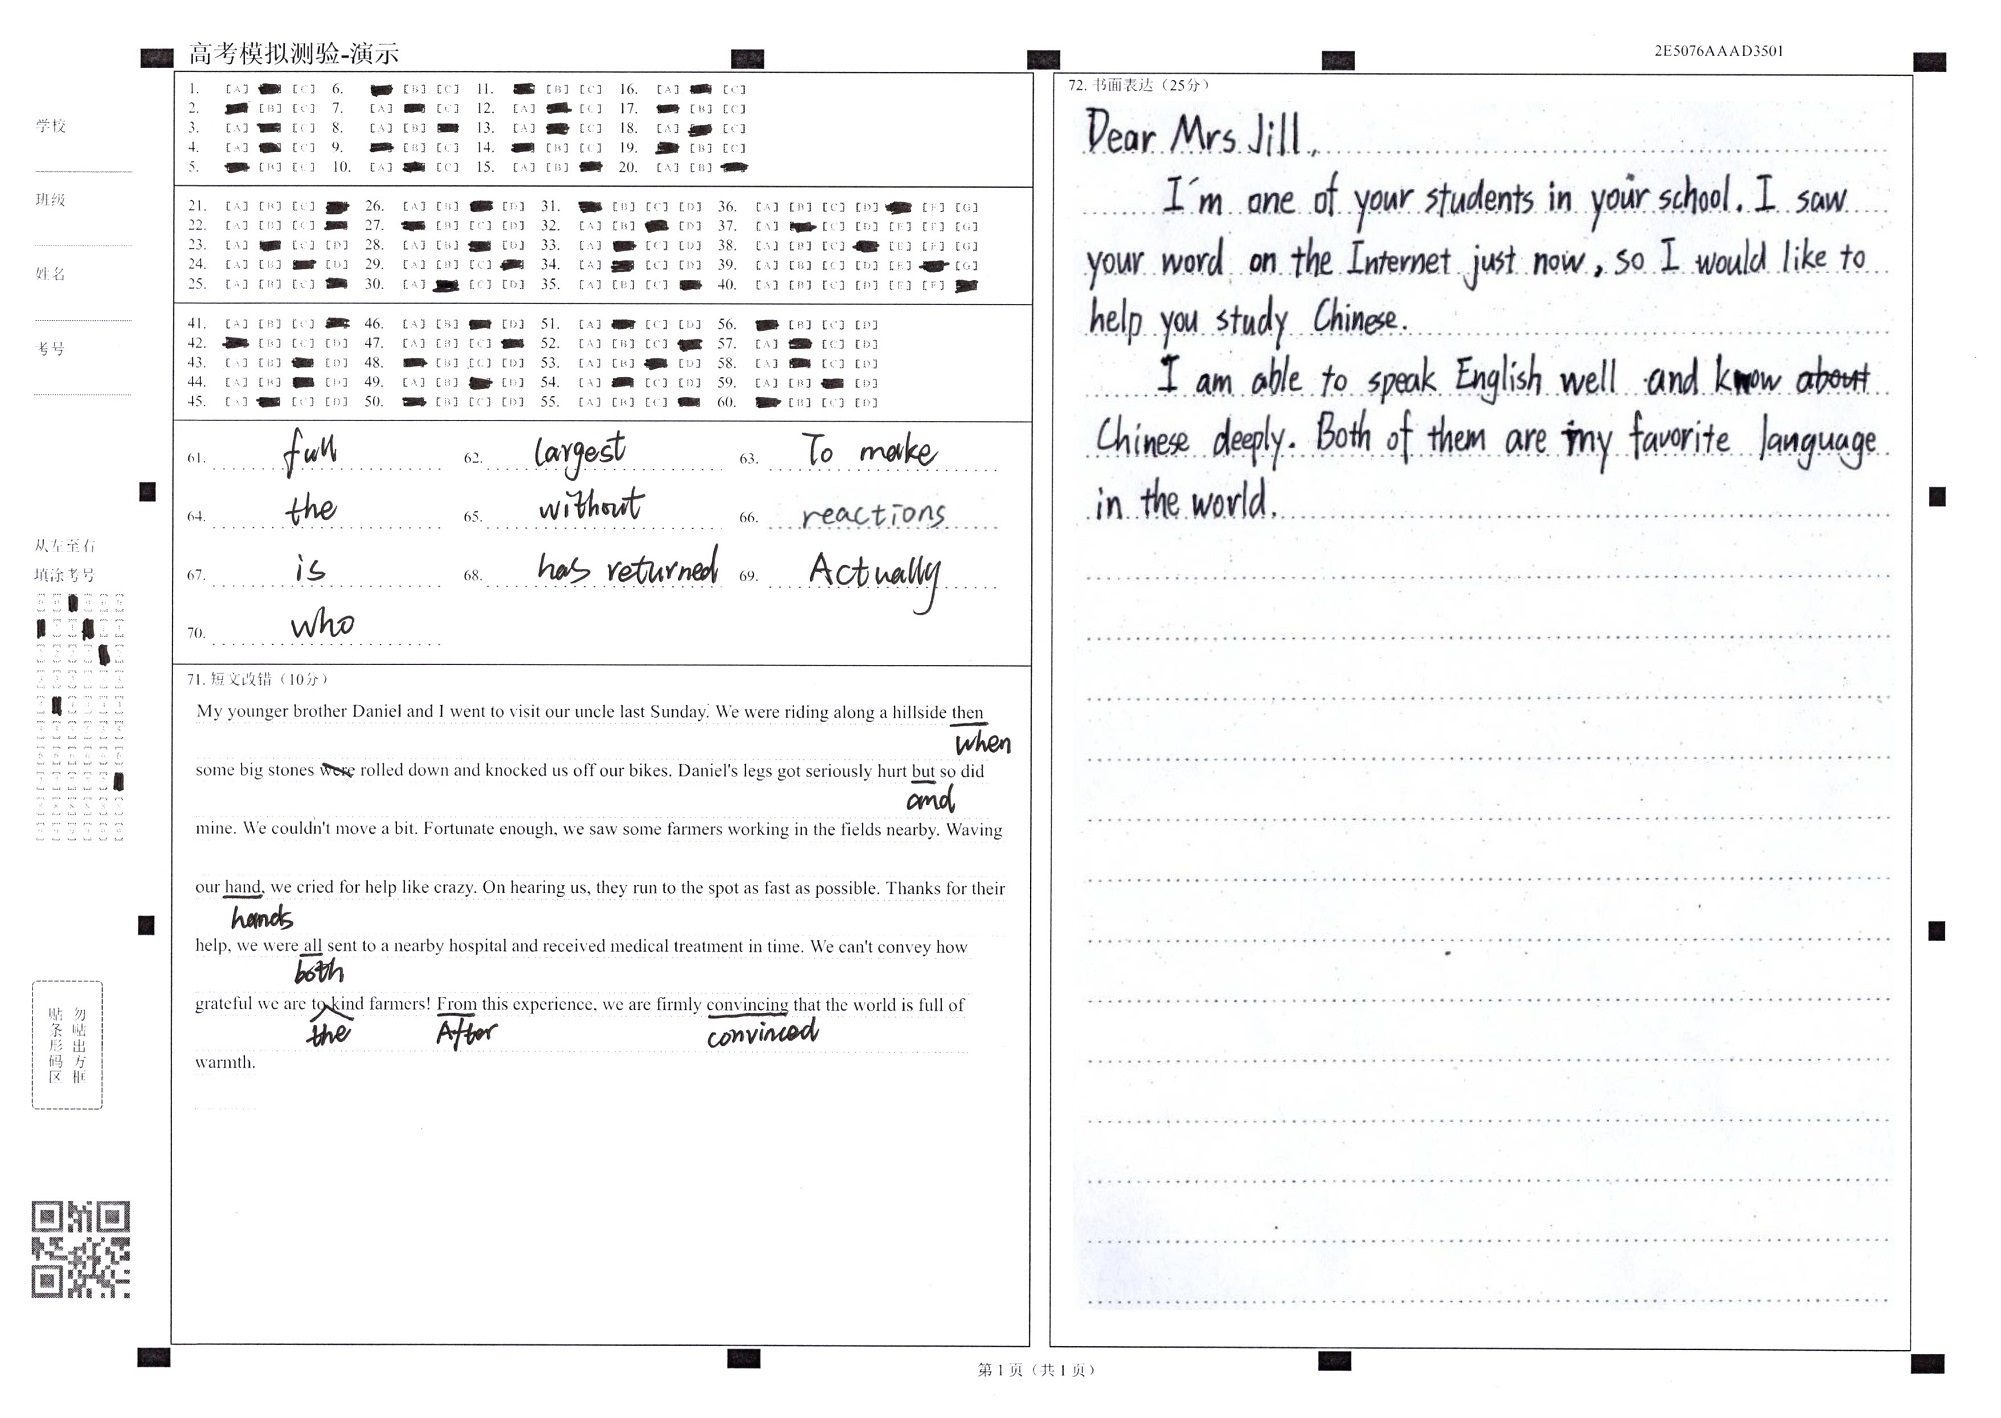 高考模拟测验-演示
2E5076AAAD3501
学校
班级
姓名
考号
从左至右
填涂考号
勿贴出方框
贴条形码区
1. [A] [C] 6. [B] [C] 11. [B] [C] 16. [A] [C]
2. [B] [C] 7. [A] [C] 12. [A] [C] 17. [B] [C]
3. [A] [C] 8. [A] [B] 13. [A] [C] 18. [A] [C]
4. [A] [C] 9. [B] [C] 14. [B] [C] 19. [B] [C]
5. [B] [C] 10. [A] [C] 15. [A] [B] 20. [A] [B]
21. [A] [B] [C] 26. [A] [B] [D] 31. [B] [C] [D] 36. [A] [B] [C] [D] [F] [G]
22. [A] [B] [C] 27. [B] [C] [D] 32. [A] [B] [D] 37. [A] [C] [D] [E] [F] [G]
23. [A] [C] [D] 28. [A] [B] [D] 33. [A] [C] [D] 38. [A] [B] [C] [E] [F] [G]
24. [A] [B] [D] 29. [A] [B] [C] 34. [A] [C] [D] 39. [A] [B] [C] [D] [E] [G]
25. [A] [B] [C] 30. [A] [C] [D] 35. [A] [B] [C] 40. [A] [B] [C] [D] [E] [F]
41. [A] [B] [C] 46. [A] [B] [D] 51. [A] [C] [D] 56. [B] [C] [D]
42. [B] [C] [D] 47. [A] [B] [C] 52. [A] [B] [C] 57. [A] [C] [D]
43. [A] [B] [D] 48. [B] [C] [D] 53. [A] [B] [D] 58. [A] [C] [D]
44. [A] [B] [D] 49. [A] [B] [D] 54. [A] [C] [D] 59. [A] [B] [D]
45. [A] [C] [D] 50. [B] [C] [D] 55. [A] [B] [C] 60. [B] [C] [D]
61. full 62. largest 63. To make
64. the 65. without 66. reactions
67. is 68. has returned 69. Actually
70. who
71. 短文改错（10分）
My younger brother Daniel and I went to visit our uncle last Sunday. We were riding along a hillside then
when
some big stones were rolled down and knocked us off our bikes. Daniel's legs got seriously hurt but so did
and
mine. We couldn't move a bit. Fortunate enough, we saw some farmers working in the fields nearby. Waving
our hand, we cried for help like crazy. On hearing us, they run to the spot as fast as possible. Thanks for their
hands
help, we were all sent to a nearby hospital and received medical treatment in time. We can't convey how
both
grateful we are to kind farmers! From this experience, we are firmly convincing that the world is full of
the After convinced
warmth.
72. 书面表达（25分）
Dear Mrs Jill,
I'm one of your students in your school. I saw
your word on the Internet just now, so I would like to
help you study Chinese.
I am able to speak English well and know about
Chinese deeply. Both of them are my favorite language
in the world.
第 1 页（共 1 页）